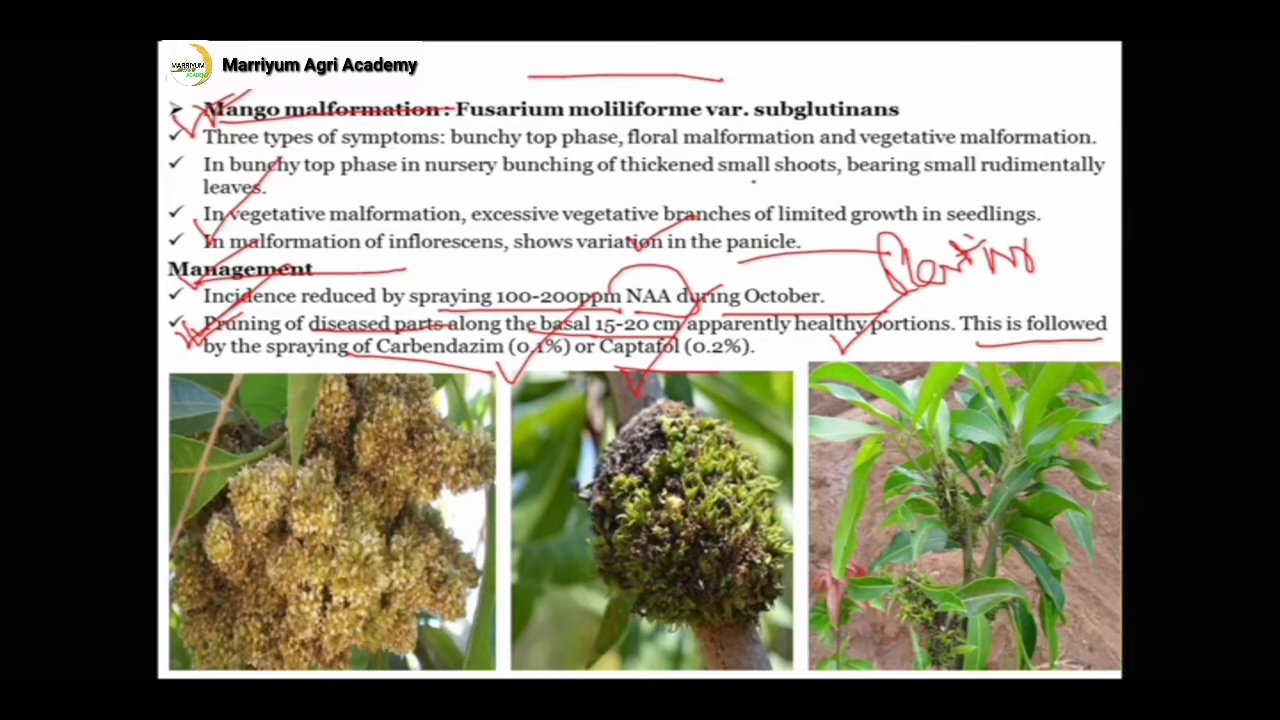 MARRIYUM
ACADEMY
Marriyum Agri Academy
Mango malformation: Fusarium moliliforme var. subglutinans
Three types of symptoms: bunchy top phase, floral malformation and vegetative malformation.
In bunchy top phase in nursery bunching of thickened small shoots, bearing small rudimentally
leaves.
In vegetative malformation, excessive vegetative branches of limited growth in seedlings.
In malformation of inflorescens, shows variation in the panicle.
Management
Incidence reduced by spraying 100-200ppm NAA during October.
Pruning of diseased parts along the basal 15-20 cm apparently healthy portions. This is followed
by the spraying of Carbendazim (0.1%) or Captafol (0.2%).